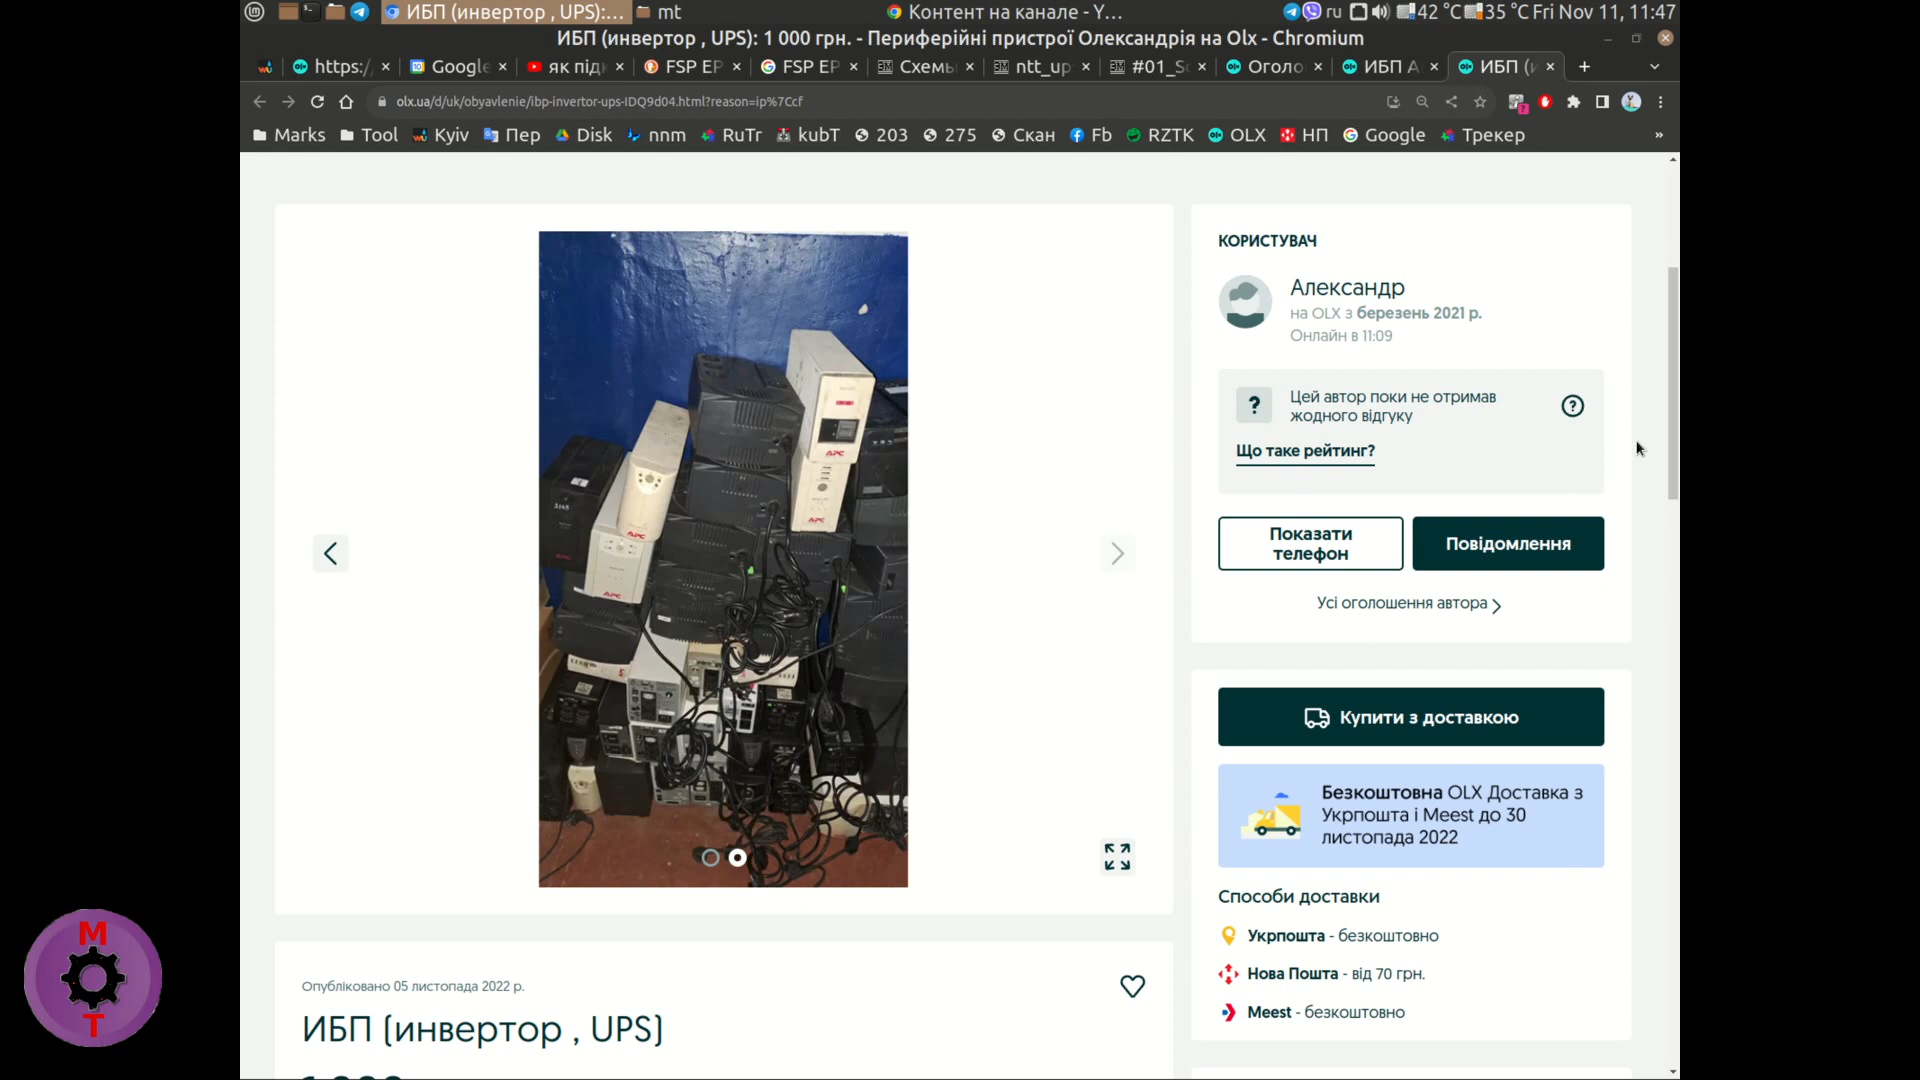 ИБП (инвертор , UPS):...
mt
Контент на канале - Y...
ru
42 °C
35 °C
Fri Nov 11, 11:47
ИБП (инвертор , UPS): 1 000 грн. - Периферійні пристрої Олександрія на Olx - Chromium
https:/
Google
як під
FSP EP
FSP EP
Схемы
ntt_up
#01_S
Оголо
ИБП А
ИБП (
olx.ua/d/uk/obyavlenie/ibp-invertor-ups-IDQ9d04.html?reason=ip%7Ccf
Marks
Tool
Kyiv
Пер
Disk
nnm
RuTr
kubT
203
275
Скан
Fb
RZTK
OLX
НП
Google
Трекер
»
КОРИСТУВАЧ
Александр
на OLX з березень 2021 р.
Онлайн в 11:09
?
Цей автор поки не отримав
жодного відгуку
?
Що таке рейтинг?
Показати
телефон
Повідомлення
Усі оголошення автора
Купити з доставкою
Безкоштовна OLX Доставка з
Укрпошта і Meest до 30
листопада 2022
Способи доставки
Укрпошта - безкоштовно
Нова Пошта - від 70 грн.
Meest - безкоштовно
APC
APC
APC
APC
Опубліковано 05 листопада 2022 р.
ИБП (инвертор , UPS)
M
T